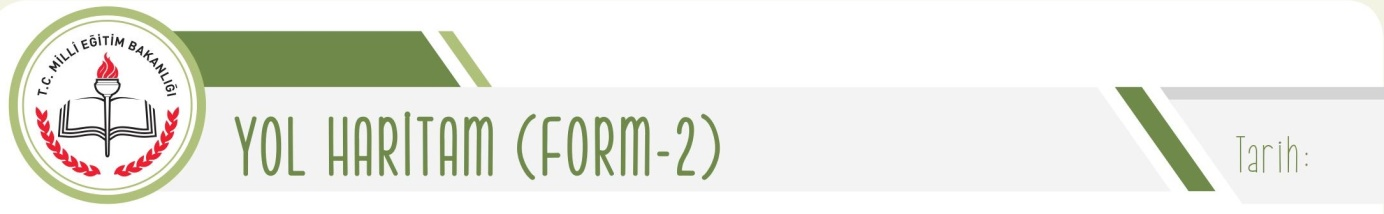 T.C. MİLLİ EĞİTİM BAKANLIĞI
YOL HARİTAM (FORM-2)
Tarih: